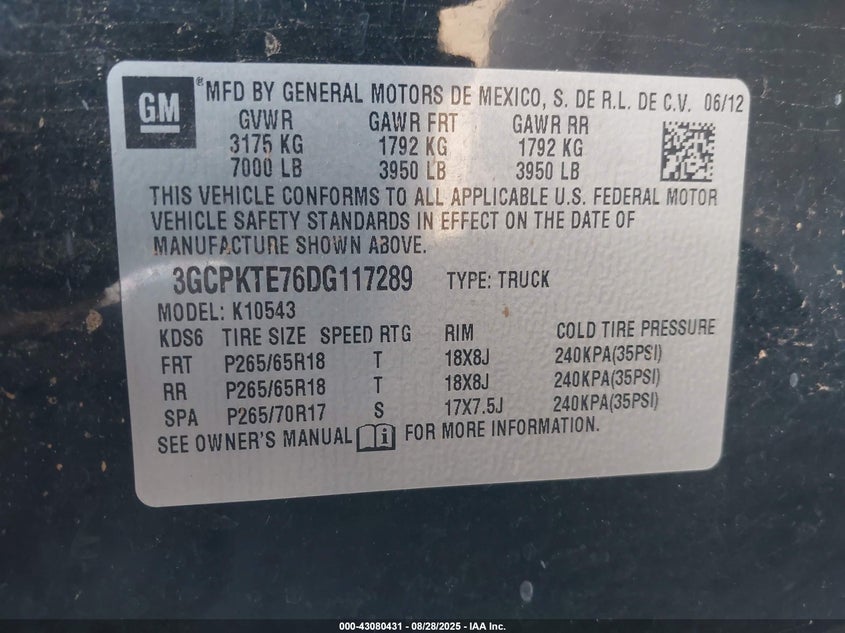 GM ® MFD BY GENERAL MOTORS DE MEXICO, S. DE R.L. DE C.V. 06/12
GVWR GAWR FRT GAWR RR
3175 KG 1792 KG 1792 KG
7000 LB 3950 LB 3950 LB
THIS VEHICLE CONFORMS TO ALL APPLICABLE U.S. FEDERAL MOTOR
VEHICLE SAFETY STANDARDS IN EFFECT ON THE DATE OF
MANUFACTURE SHOWN ABOVE.
3GCPKTE76DG117289 TYPE: TRUCK
MODEL: K10543
KDS6 TIRE SIZE SPEED RTG RIM COLD TIRE PRESSURE
FRT P265/65R18 T 18X8J 240KPA(35PSI)
RR P265/65R18 T 18X8J 240KPA(35PSI)
SPA P265/70R17 S 17X7.5J 240KPA(35PSI)
SEE OWNER'S MANUAL i FOR MORE INFORMATION.
000-43080431 - 08/28/2025 - IAA Inc.